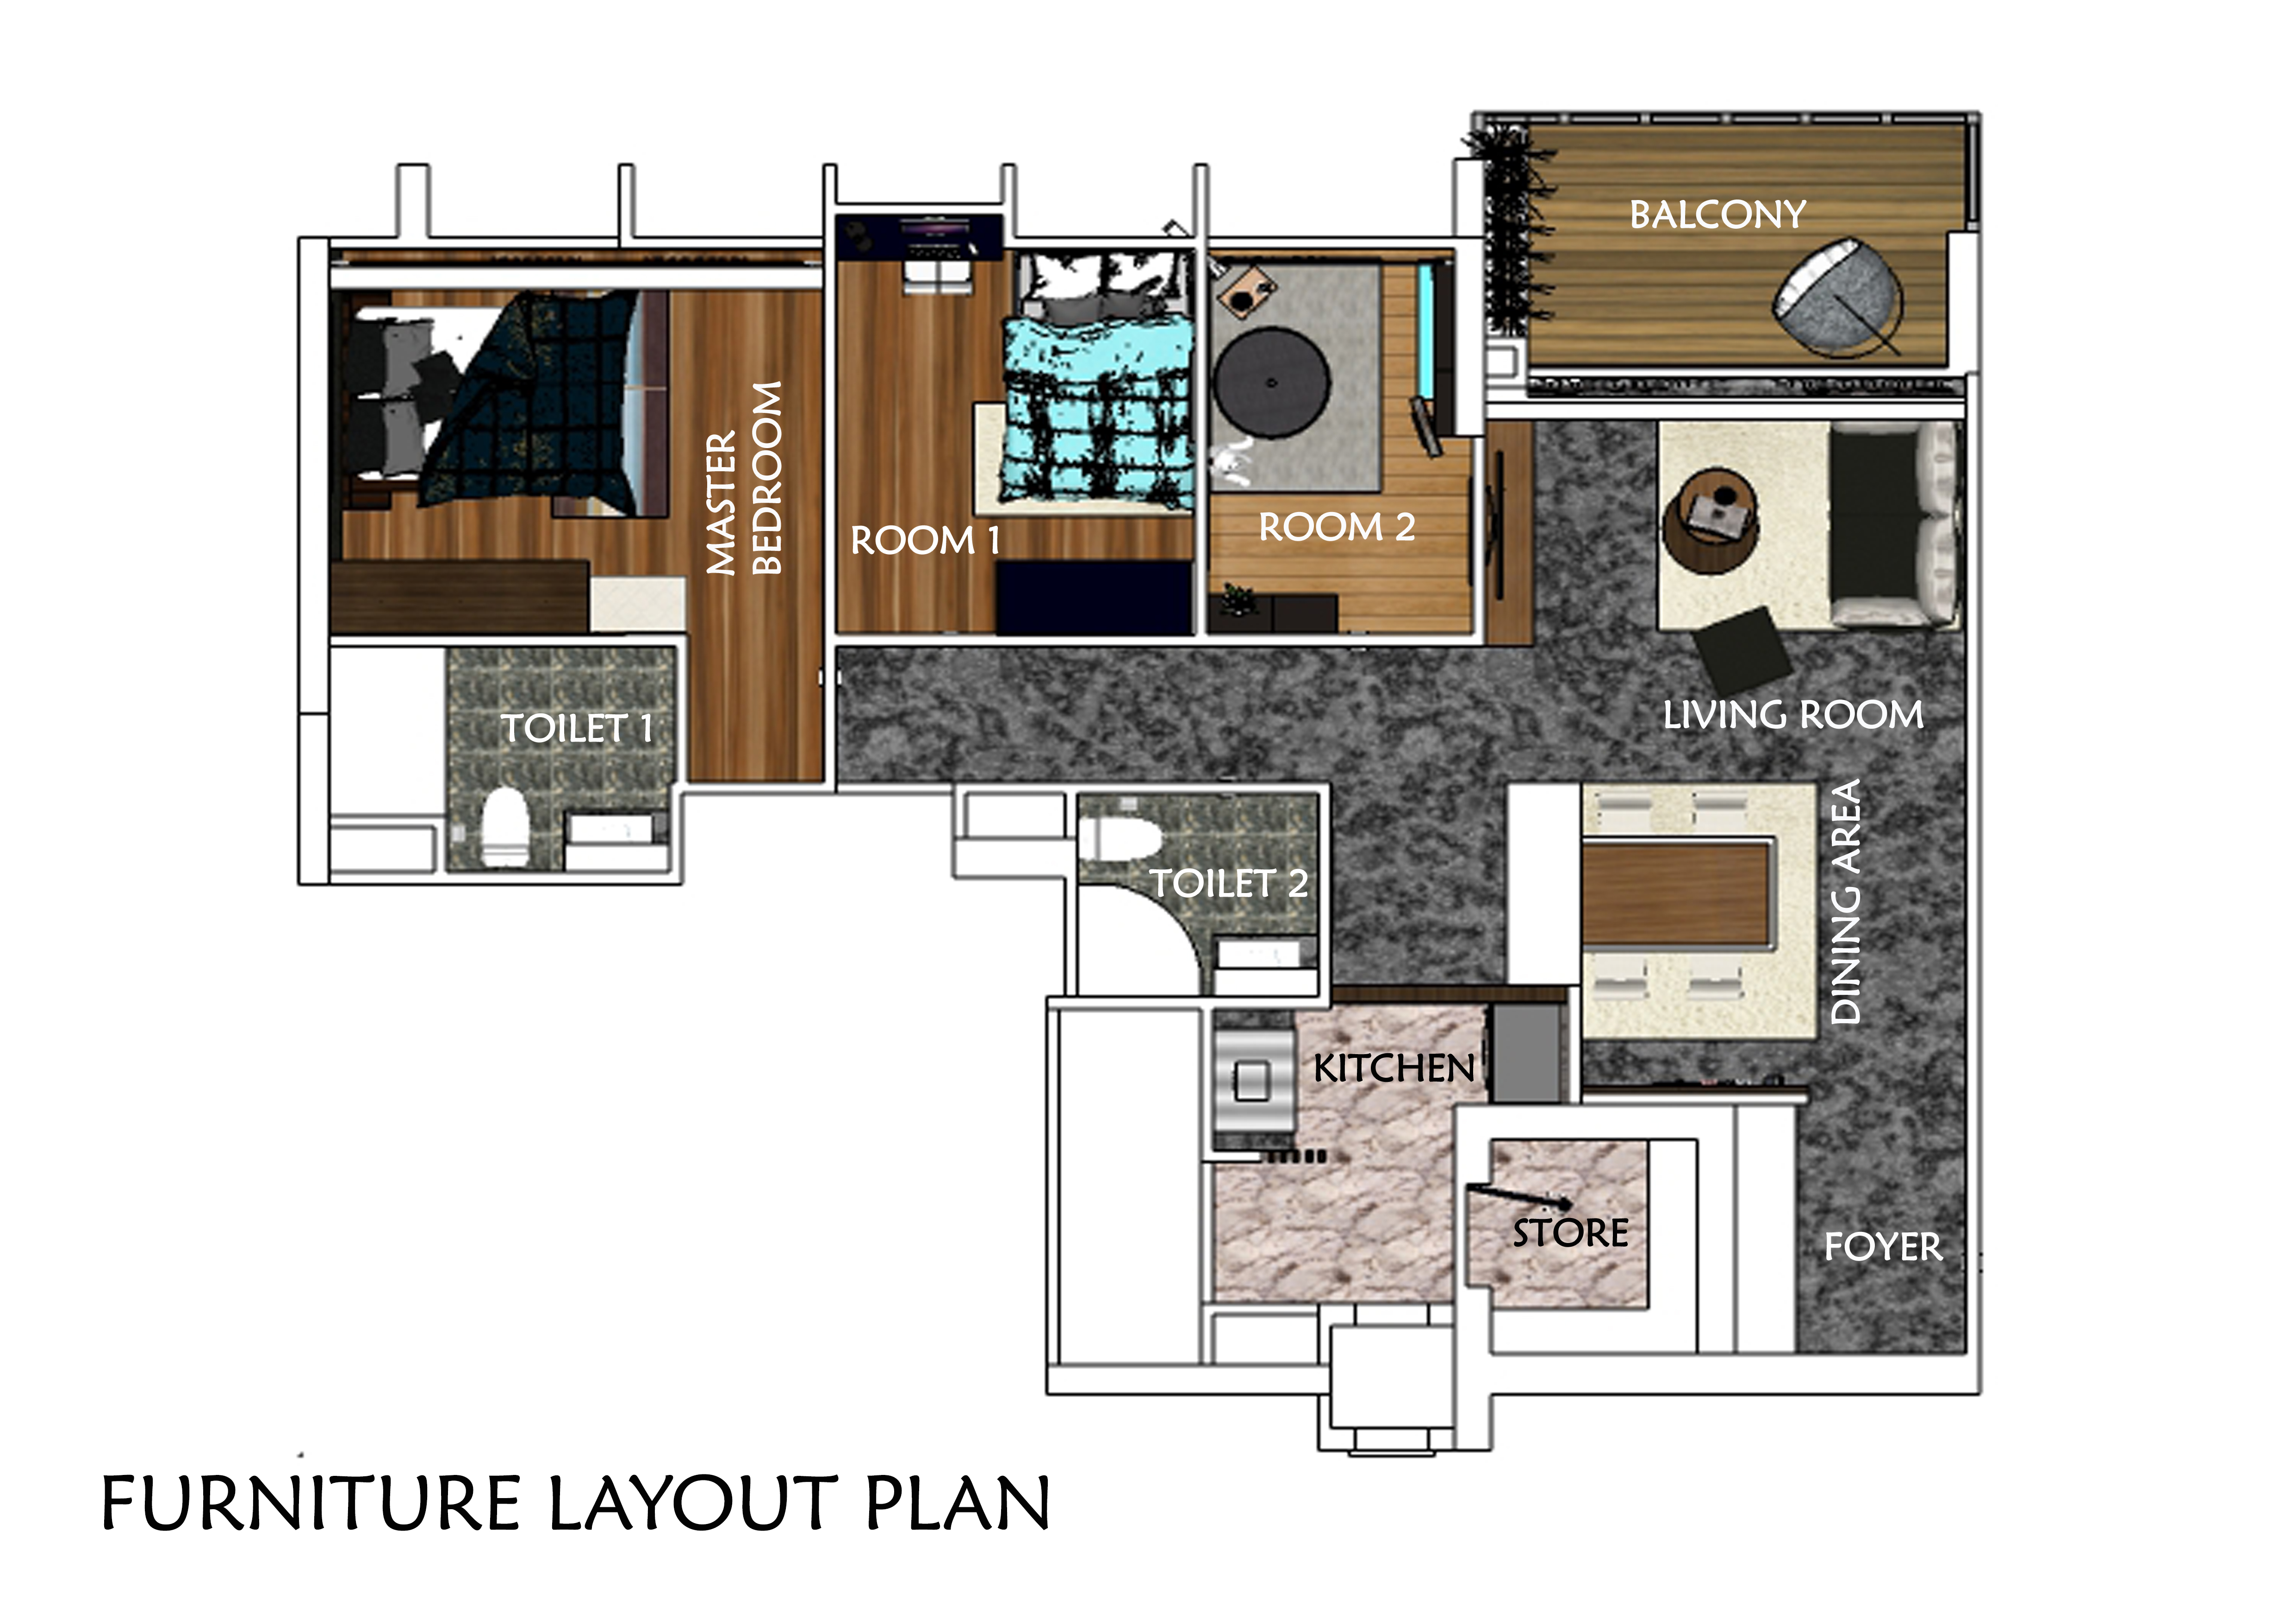 BALCONY
MASTER
BEDROOM
ROOM 1
ROOM 2
TOILET 1
LIVING ROOM
DINING AREA
TOILET 2
KITCHEN
STORE
FOYER
FURNITURE LAYOUT PLAN